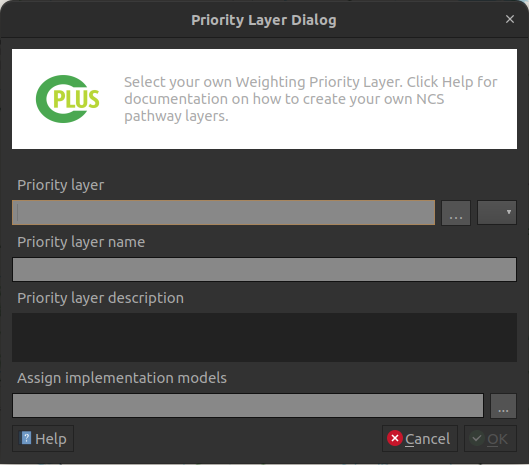 Priority Layer Dialog
×
CPLUS
Select your own Weighting Priority Layer. Click Help for
documentation on how to create your own NCS
pathway layers.
Priority layer
...
Priority layer name
Priority layer description
Assign implementation models
...
Help Cancel OK